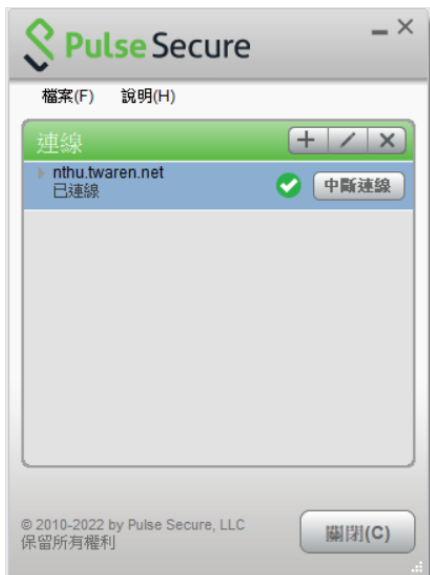 Pulse Secure
檔案(F) 說明(H)
連線
nthu.twaren.net
已連線
中斷連線
© 2010-2022 by Pulse Secure, LLC
保留所有權利
關閉(C)